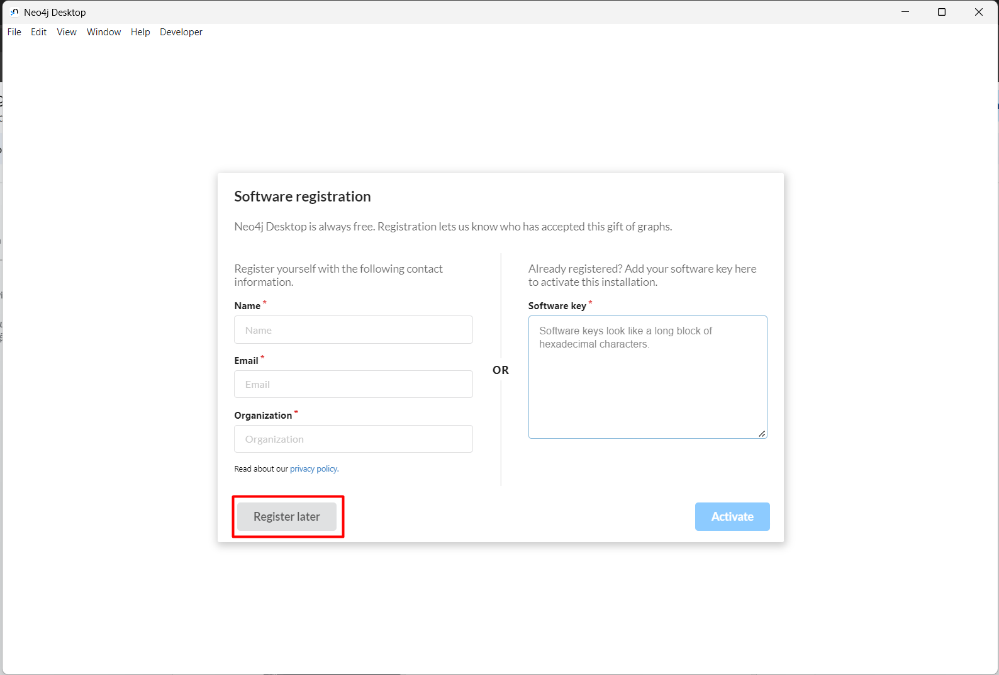 Neo4j Desktop
File Edit View Window Help Developer
Software registration
Neo4j Desktop is always free. Registration lets us know who has accepted this gift of graphs.
Register yourself with the following contact
information.
Name *
Name
Email *
Email
Organization *
Organization
Read about our privacy policy.
Register later
OR
Already registered? Add your software key here
to activate this installation.
Software key *
Software keys look like a long block of
hexadecimal characters.
Activate